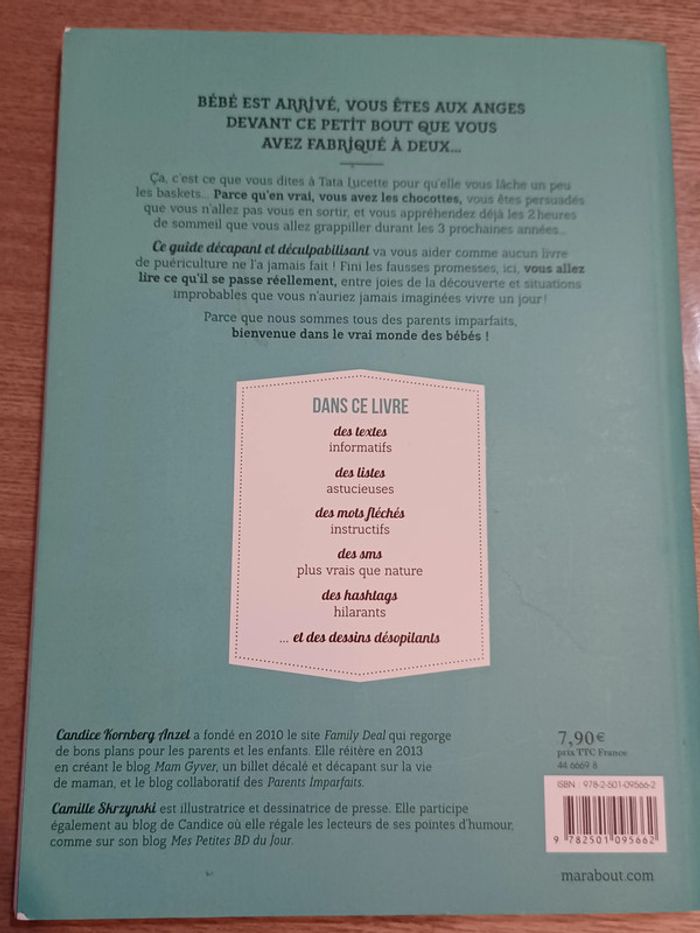 BÉBÉ EST ARRIVÉ, VOUS ÊTES AUX ANGES
DEVANT CE PETIT BOUT QUE VOUS
AVEZ FABRIQUÉ À DEUX...
Ça, c'est ce que vous dites à Tata Lucette pour qu'elle vous lâche un peu
les baskets... Parce qu'en vrai, vous avez les chocottes, vous êtes persuadés
que vous n'allez pas vous en sortir, et vous appréhendez déjà les 2 heures
de sommeil que vous allez grappiller durant les 3 prochaines années...
Ce guide décapant et déculpabilisant va vous aider comme aucun livre
de puériculture ne l'a jamais fait ! Fini les fausses promesses, ici, vous allez
lire ce qu'il se passe réellement, entre joies de la découverte et situations
improbables que vous n'auriez jamais imaginées vivre un jour !
Parce que nous sommes tous des parents imparfaits,
bienvenue dans le vrai monde des bébés !
DANS CE LIVRE
des textes
informatifs
des listes
astucieuses
des mots fléchés
instructifs
des sms
plus vrais que nature
des hashtags
hilarants
... et des dessins désopilants
Candice Kornberg Anzel a fondé en 2010 le site Family Deal qui regorge
de bons plans pour les parents et les enfants. Elle réitère en 2013
en créant le blog Mam Gyver, un billet décalé et décapant sur la vie
de maman, et le blog collaboratif des Parents Imparfaits.
Camille Skrzynski est illustratrice et dessinatrice de presse. Elle participe
également au blog de Candice où elle régale les lecteurs de ses pointes d'humour,
comme sur son blog Mes Petites BD du Jour.
7,90 €
prix TTC France
44 6669 8
ISBN : 978-2-501-09566-2
9 782501 095662
marabout.com